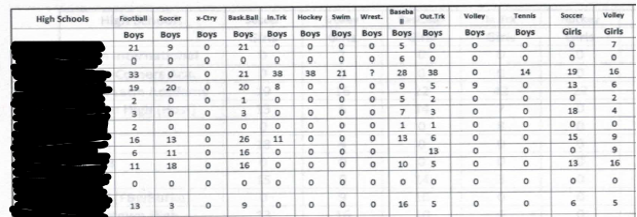 High Schools Football Soccer x-Ctry Bask.Ball In.Trk Hockey Swim Wrest. Baseball Out.Trk Volley Tennis Soccer Volley
Boys Boys Boys Boys Boys Boys Boys Boys Boys Boys Boys Boys Girls Girls
21 9 0 21 0 0 0 0 5 0 0 0 0 7
0 0 0 0 0 0 0 0 6 0 0 0 0 0
33 0 0 21 38 38 21 ? 28 38 0 14 19 16
19 20 0 20 8 0 0 0 9 5 9 0 13 6
2 0 0 1 0 0 0 0 5 2 0 0 0 2
3 0 0 3 0 0 0 0 7 3 0 0 18 4
2 0 0 0 0 0 0 0 1 1 0 0 0 0
16 13 0 26 11 0 0 0 13 6 0 0 15 9
6 11 0 16 0 0 0 0 13 0 0 0 9
11 18 0 16 0 0 0 0 10 5 0 0 13 16
0 0 0 0 0 0 0 0 0 0 0 0 0 0
13 3 0 9 0 0 0 0 16 5 0 0 6 5